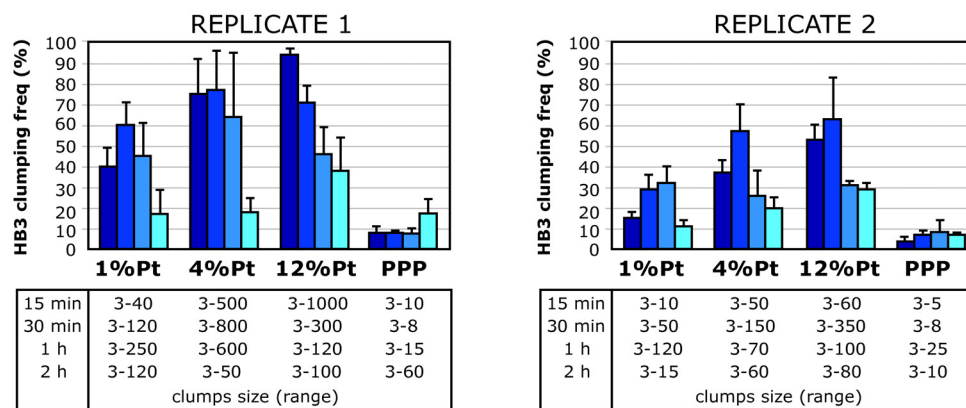 REPLICATE 1
HB3 clumping freq (%)
100
90
80
70
60
50
40
30
20
10
0
1%Pt 4%Pt 12%Pt PPP
15 min 3-40 3-500 3-1000 3-10
30 min 3-120 3-800 3-300 3-8
1 h 3-250 3-600 3-120 3-15
2 h 3-120 3-50 3-100 3-60
clumps size (range)
REPLICATE 2
HB3 clumping freq (%)
100
90
80
70
60
50
40
30
20
10
0
1%Pt 4%Pt 12%Pt PPP
15 min 3-10 3-50 3-60 3-5
30 min 3-50 3-150 3-350 3-8
1 h 3-120 3-70 3-100 3-25
2 h 3-15 3-60 3-80 3-10
clumps size (range)